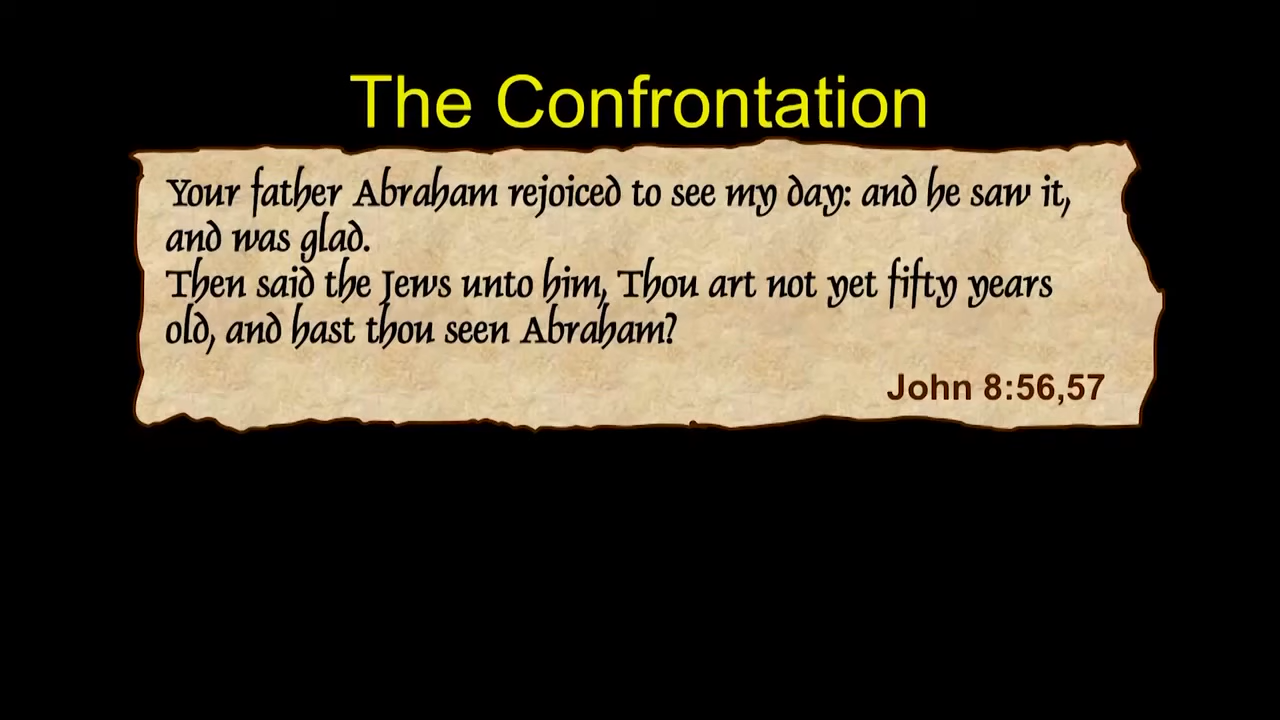 The Confrontation
Your father Abraham rejoiced to see my day: and he saw it,
and was glad.
Then said the Jews unto him, Thou art not yet fifty years
old, and hast thou seen Abraham?
John 8:56,57